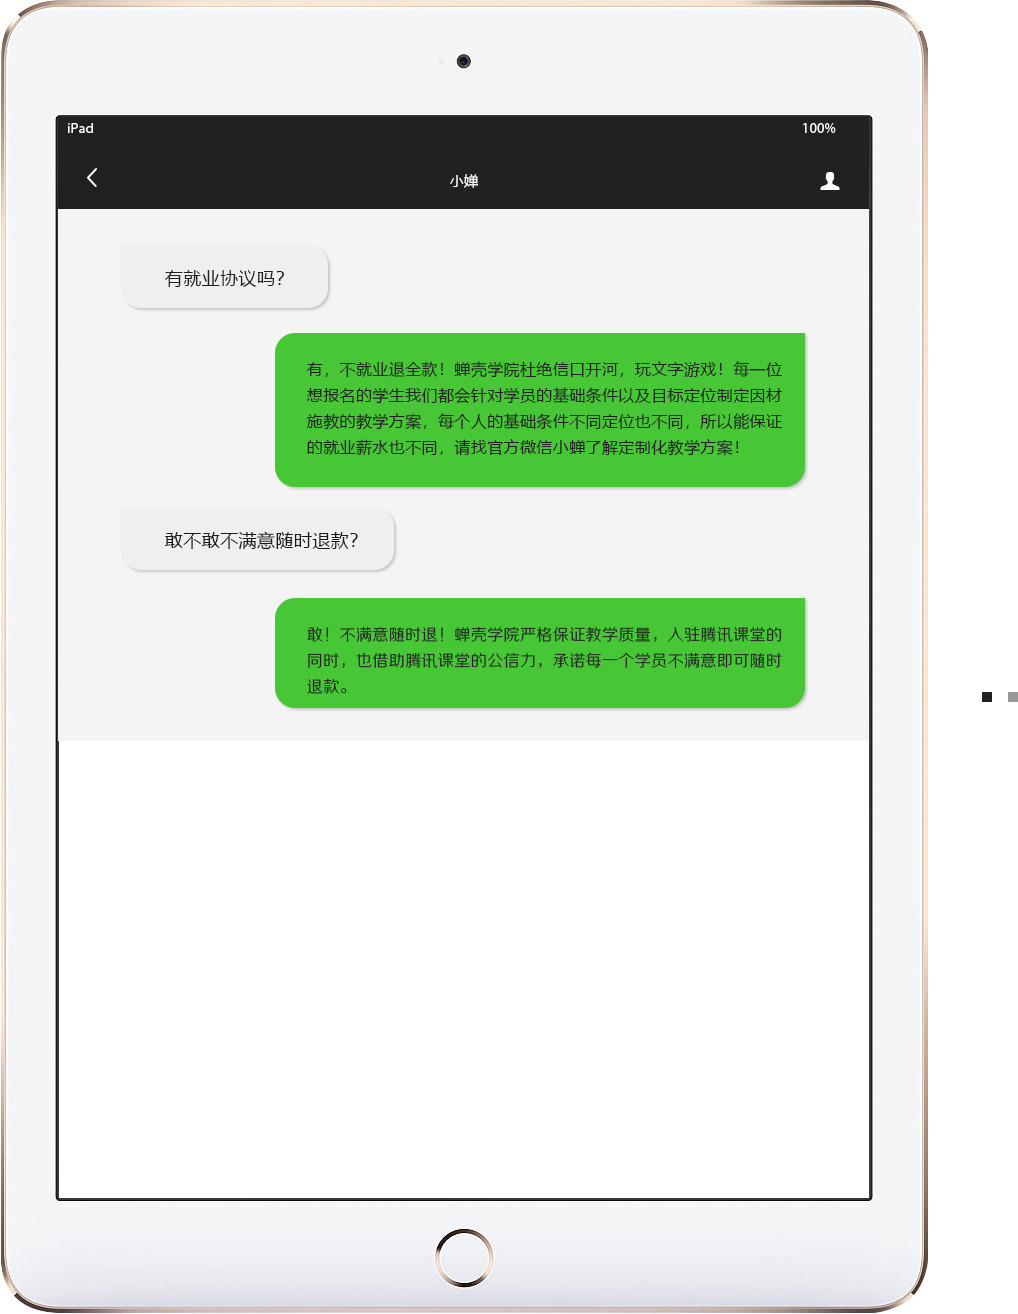 iPad 100%
小婵
有就业协议吗？
有，不就业退全款！蝉壳学院杜绝信口开河，玩文字游戏！每一位
想报名的学生我们都会针对学员的基础条件以及目标定位制定因材
施教的教学方案，每个人的基础条件不同定位也不同，所以能保证
的就业薪水也不同，请找官方微信小蝉了解定制化教学方案！
敢不敢不满意随时退款？
敢！不满意随时退！蝉壳学院严格保证教学质量，入驻腾讯课堂的
同时，也借助腾讯课堂的公信力，承诺每一个学员不满意即可随时
退款。